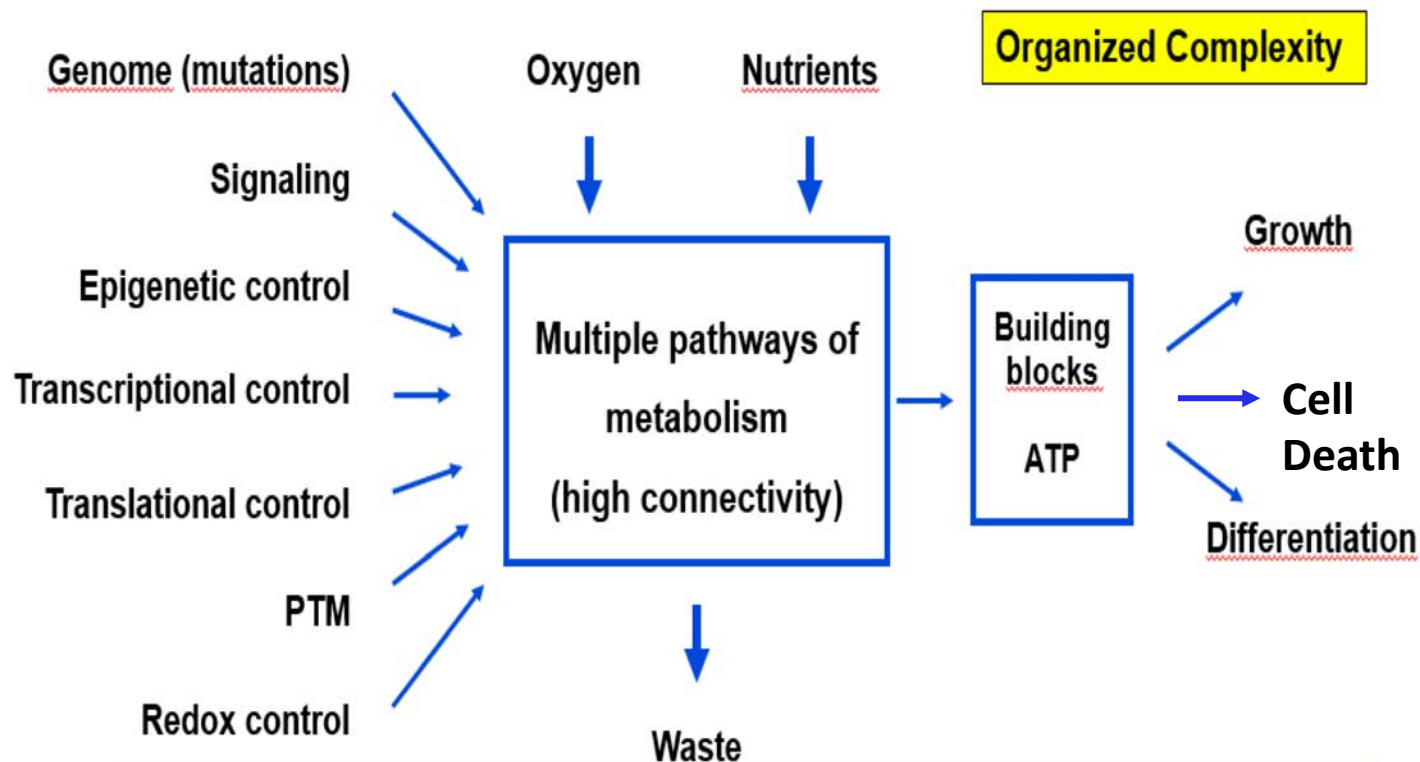 Organized Complexity
Genome (mutations)
Oxygen
Nutrients
Signaling
Epigenetic control
Transcriptional control
Translational control
PTM
Redox control
Multiple pathways of
metabolism
(high connectivity)
Building
blocks
ATP
Growth
Cell
Death
Differentiation
Waste